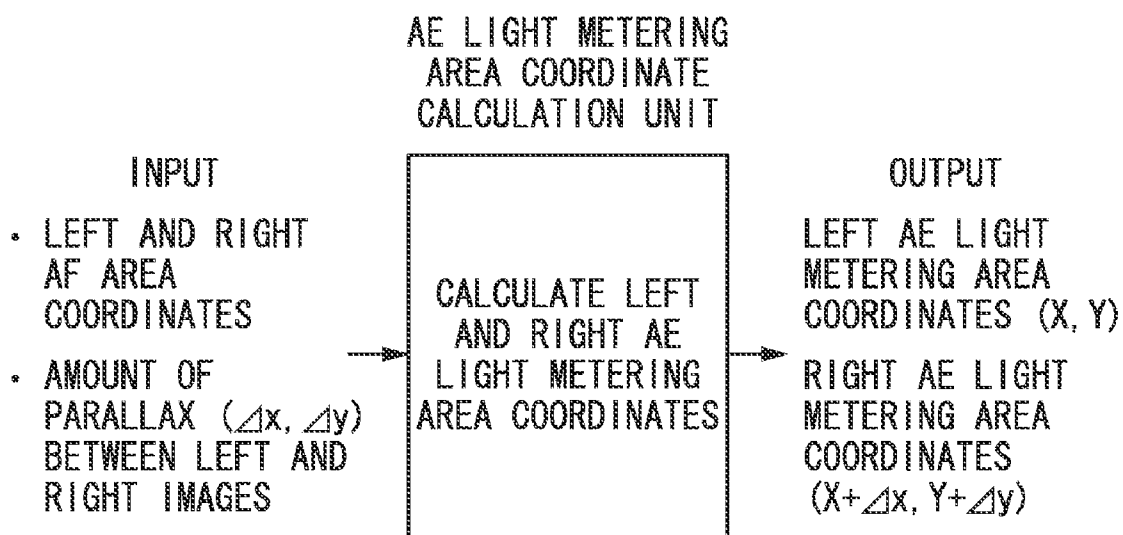 AE LIGHT METERING
AREA COORDINATE
CALCULATION UNIT
INPUT
• LEFT AND RIGHT
AF AREA
COORDINATES
• AMOUNT OF
PARALLAX (⊿x, ⊿y)
BETWEEN LEFT AND
RIGHT IMAGES
CALCULATE LEFT
AND RIGHT AE
LIGHT METERING
AREA COORDINATES
OUTPUT
LEFT AE LIGHT
METERING AREA
COORDINATES (X, Y)
RIGHT AE LIGHT
METERING AREA
COORDINATES
(X+⊿x, Y+⊿y)